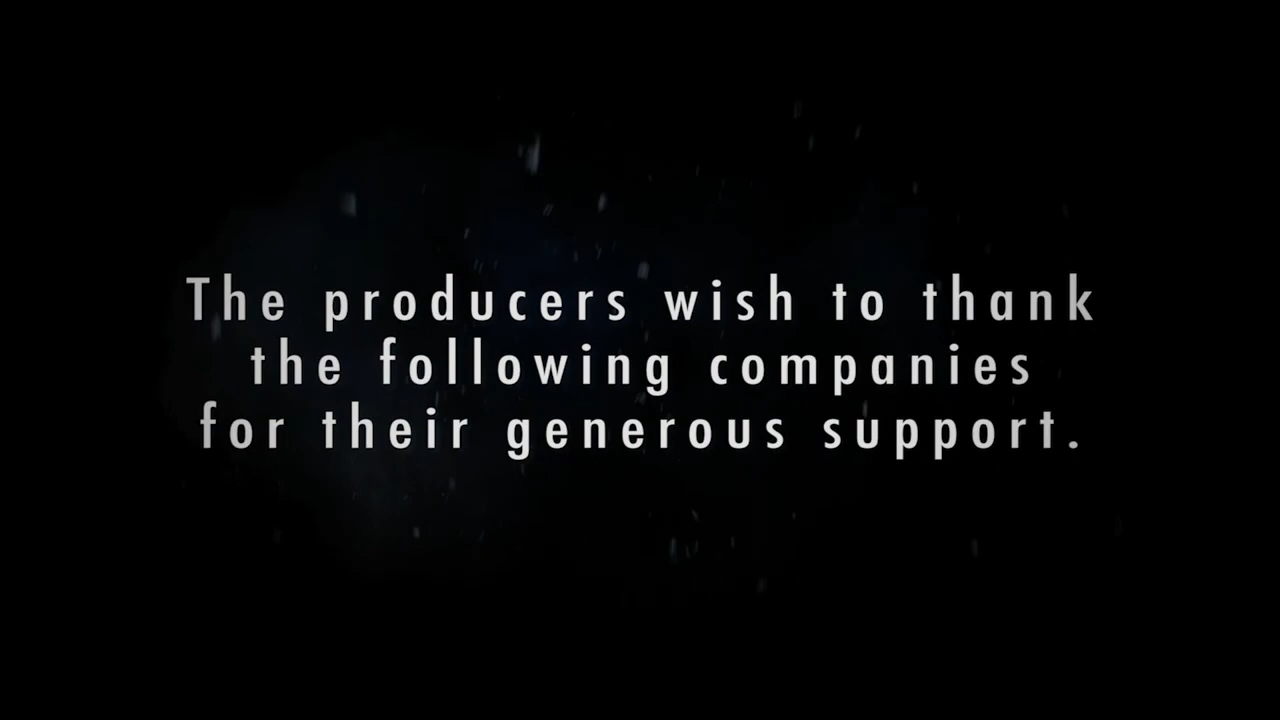 The producers wish to thank
the following companies
for their generous support.